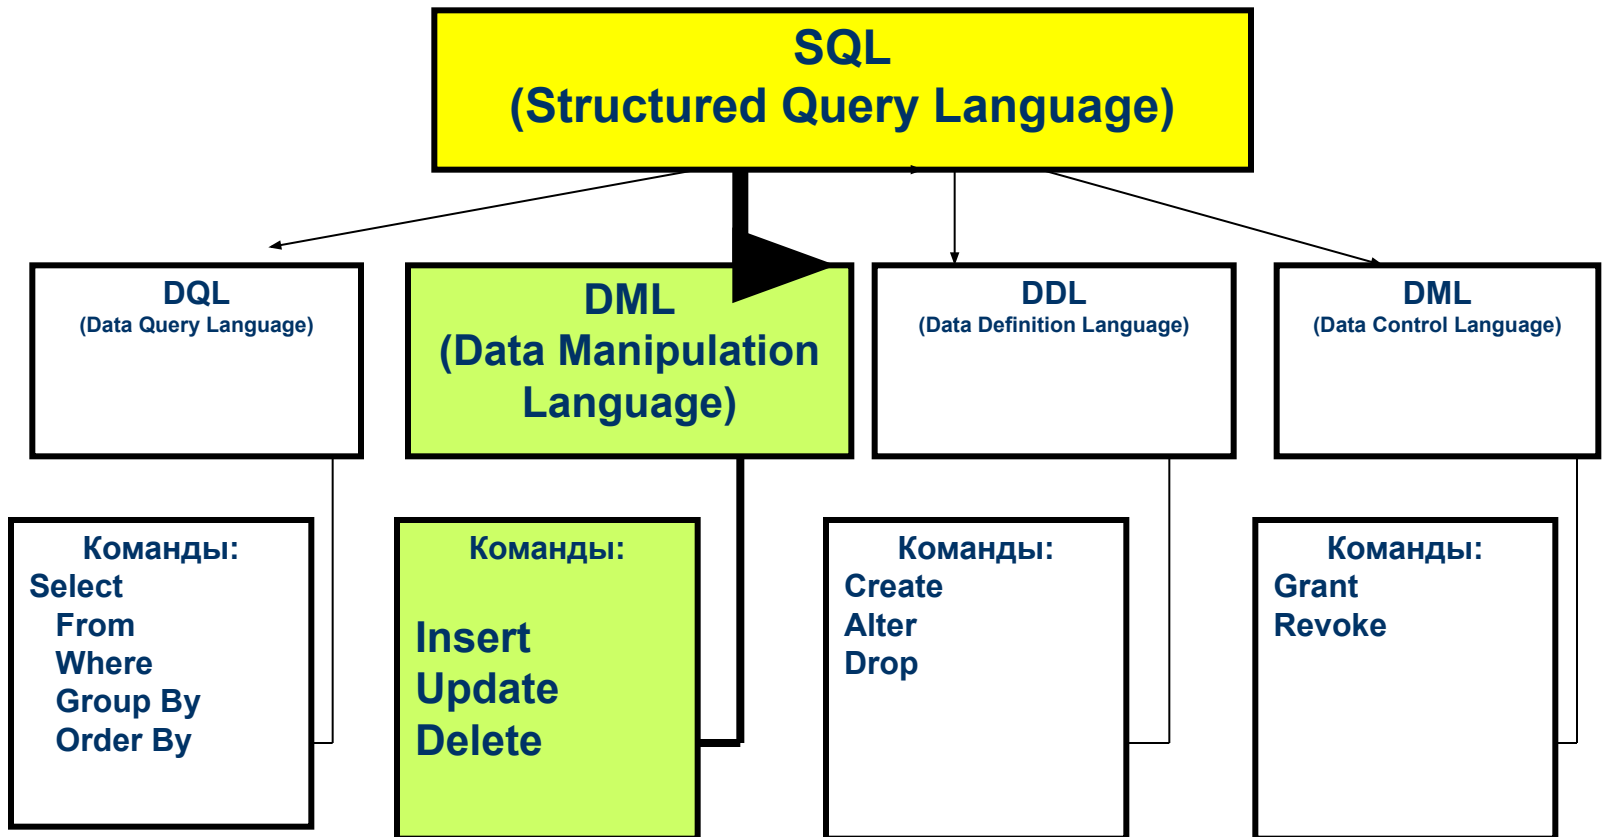 SQL
(Structured Query Language)
DQL
(Data Query Language)
DML
(Data Manipulation
Language)
DDL
(Data Definition Language)
DML
(Data Control Language)
Команды:
Select
From
Where
Group By
Order By
Команды:
Insert
Update
Delete
Команды:
Create
Alter
Drop
Команды:
Grant
Revoke